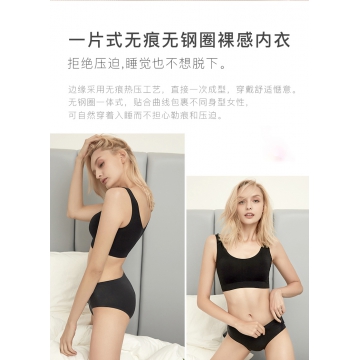 一片式无痕无钢圈裸感内衣
拒绝压迫,睡觉也不想脱下。
边缘采用无痕热压工艺，直接一次成型，穿戴舒适惬意。
无钢圈一体式，贴合曲线包裹不同身型女性，
可自然穿着入睡而不担心勒痕和压迫。